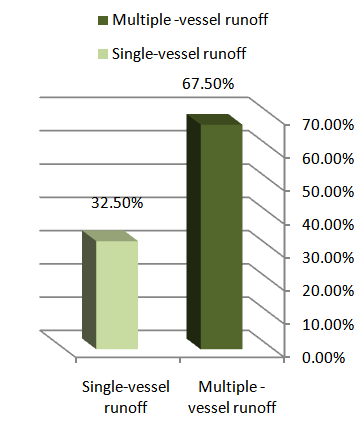 Multiple -vessel runoff
Single-vessel runoff
67.50%
32.50%
70.00%
60.00%
50.00%
40.00%
30.00%
20.00%
10.00%
0.00%
Single-vessel
runoff
Multiple -
vessel runoff